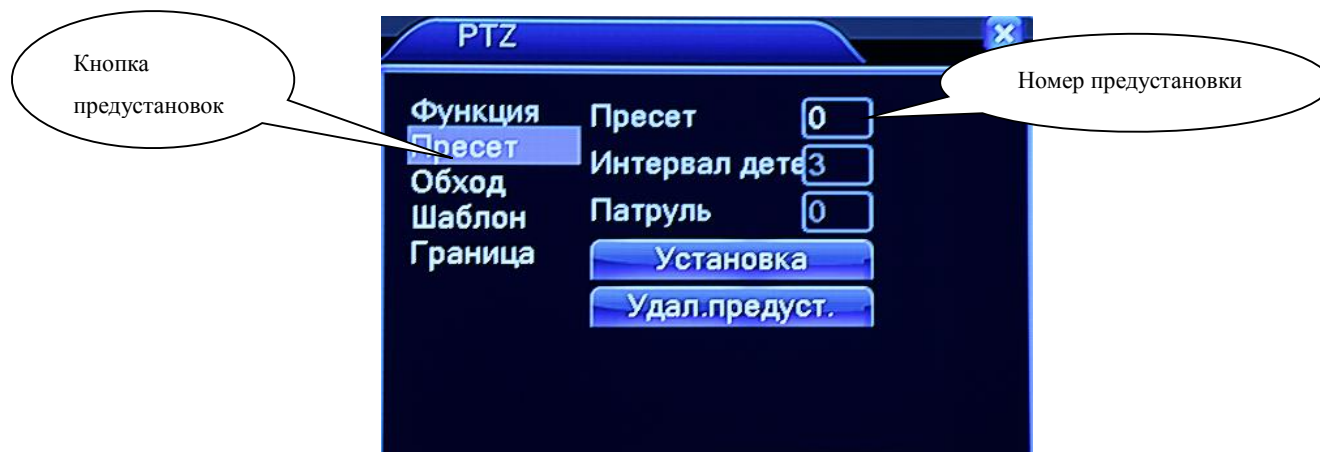 Кнопка
предустановок
PTZ
Номер предустановки
Функция
Пресет
Обход
Шаблон
Граница
Пресет 0
Интервал дете 3
Патруль 0
Установка
Удал.предуст.